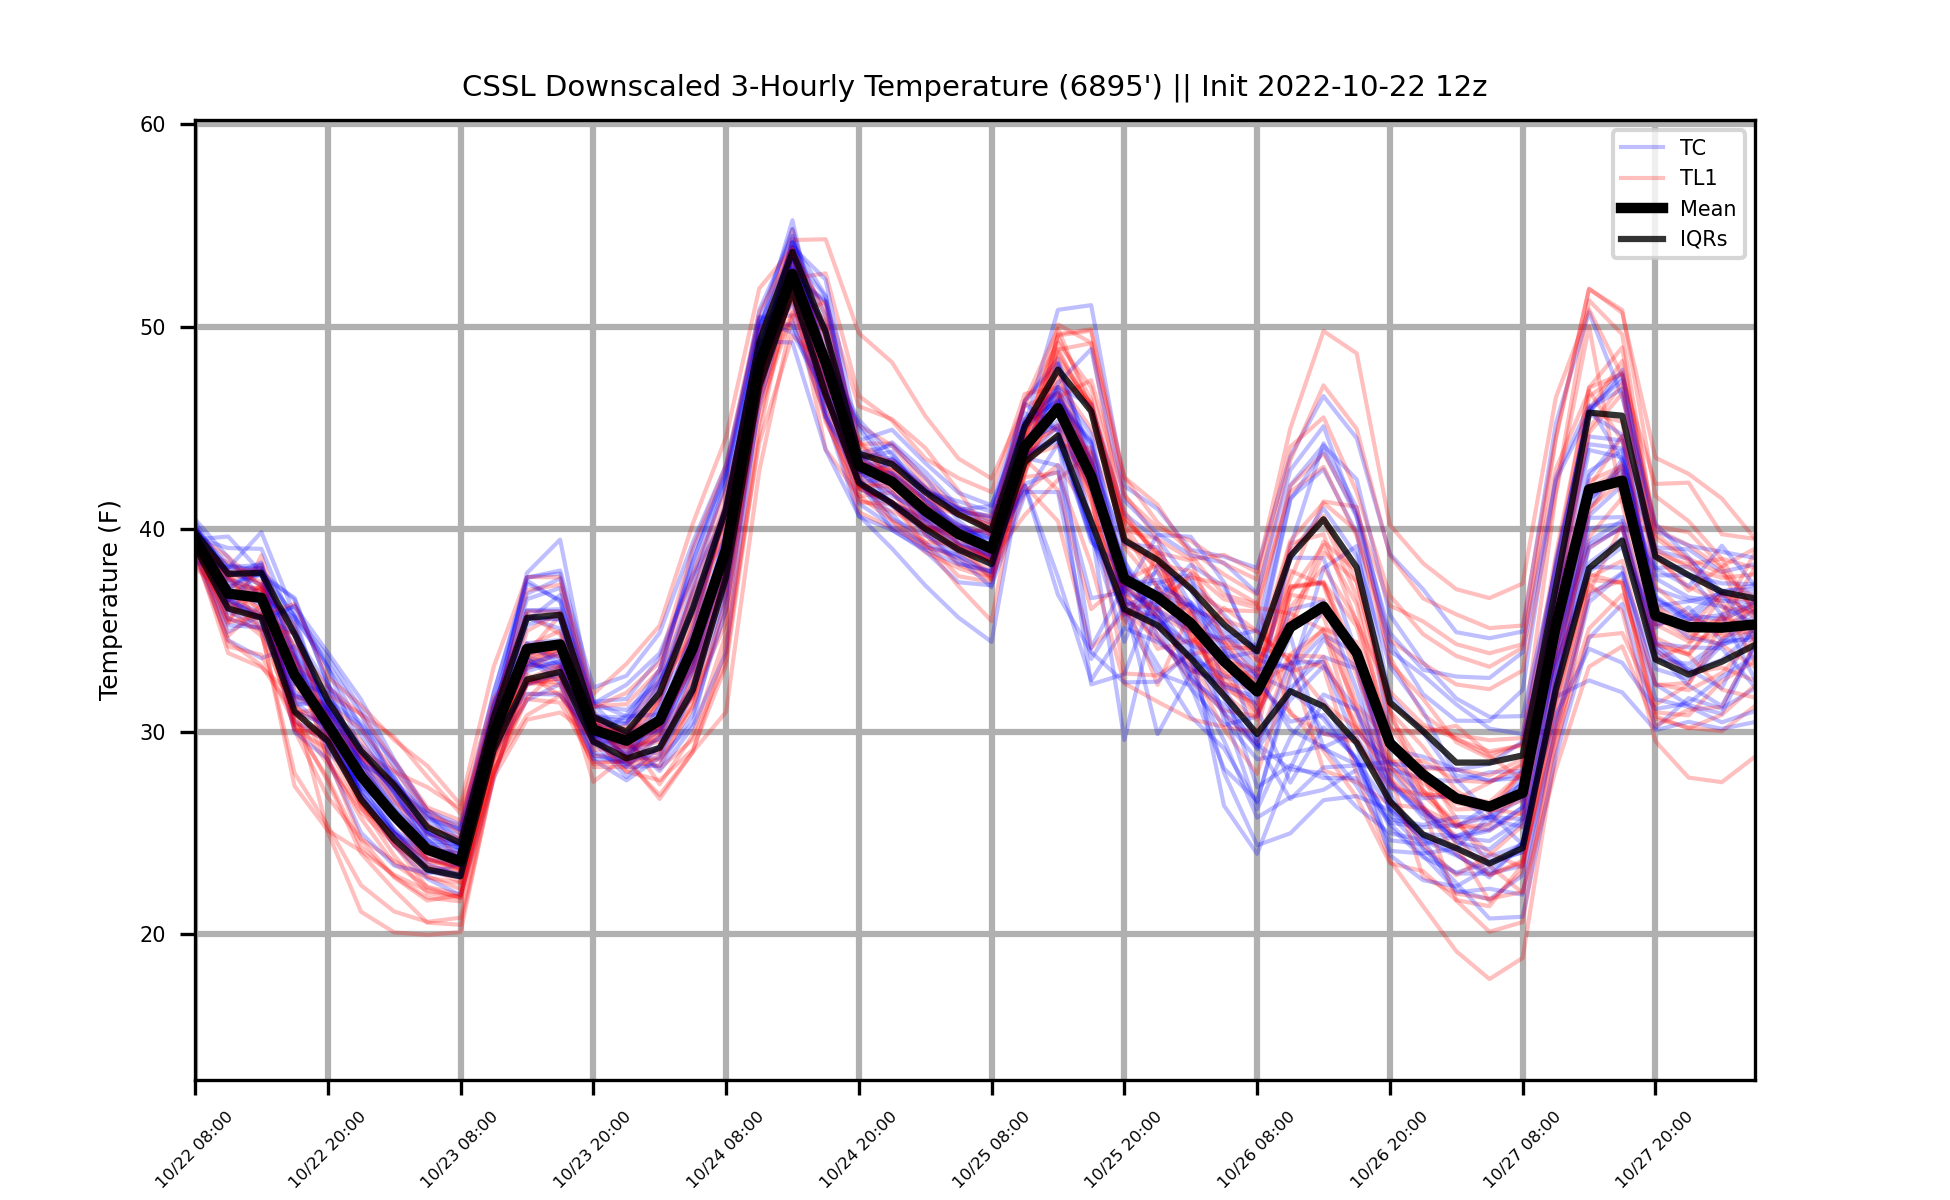 CSSL Downscaled 3-Hourly Temperature (6895') || Init 2022-10-22 12z
60
50
40
30
20
Temperature (F)
TC
TL1
Mean
IQRs
10/22 08:00
10/22 20:00
10/23 08:00
10/23 20:00
10/24 08:00
10/24 20:00
10/25 08:00
10/25 20:00
10/26 08:00
10/26 20:00
10/27 08:00
10/27 20:00